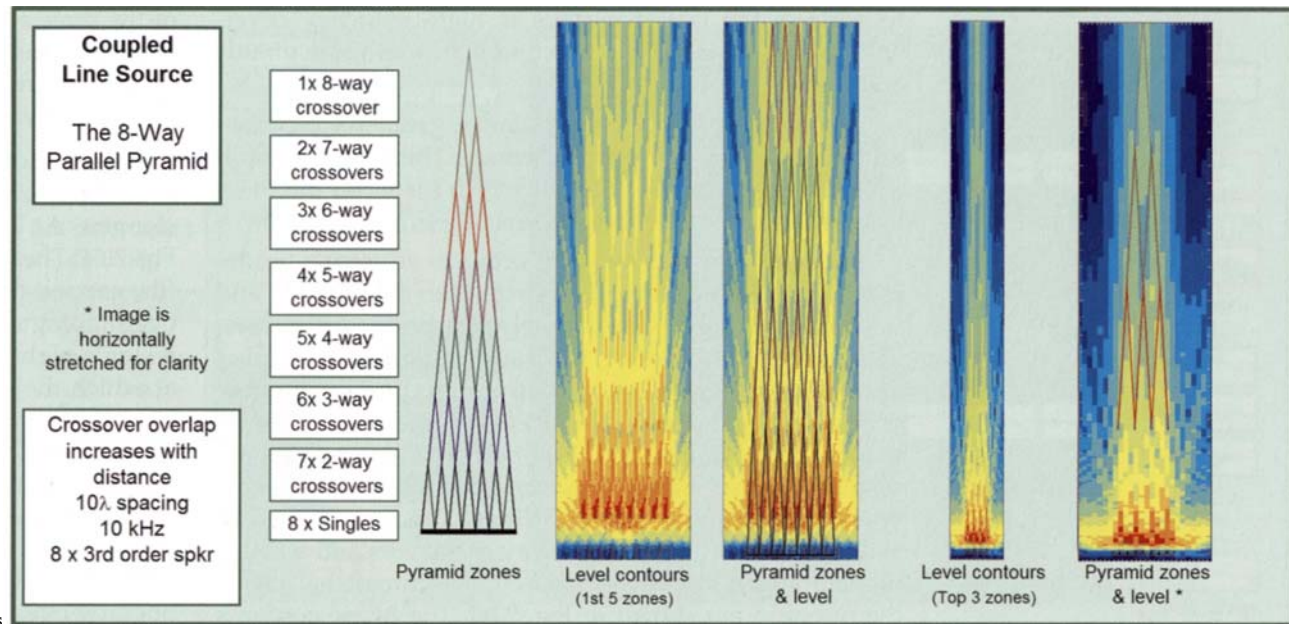 Coupled
Line Source
The 8-Way
Parallel Pyramid
* Image is
horizontally
stretched for clarity
Crossover overlap
increases with
distance
10λ spacing
10 kHz
8 x 3rd order spkr
1x 8-way
crossover
2x 7-way
crossovers
3x 6-way
crossovers
4x 5-way
crossovers
5x 4-way
crossovers
6x 3-way
crossovers
7x 2-way
crossovers
8 x Singles
Pyramid zones
Level contours
(1st 5 zones)
Pyramid zones
& level
Level contours
(Top 3 zones)
Pyramid zones
& level *